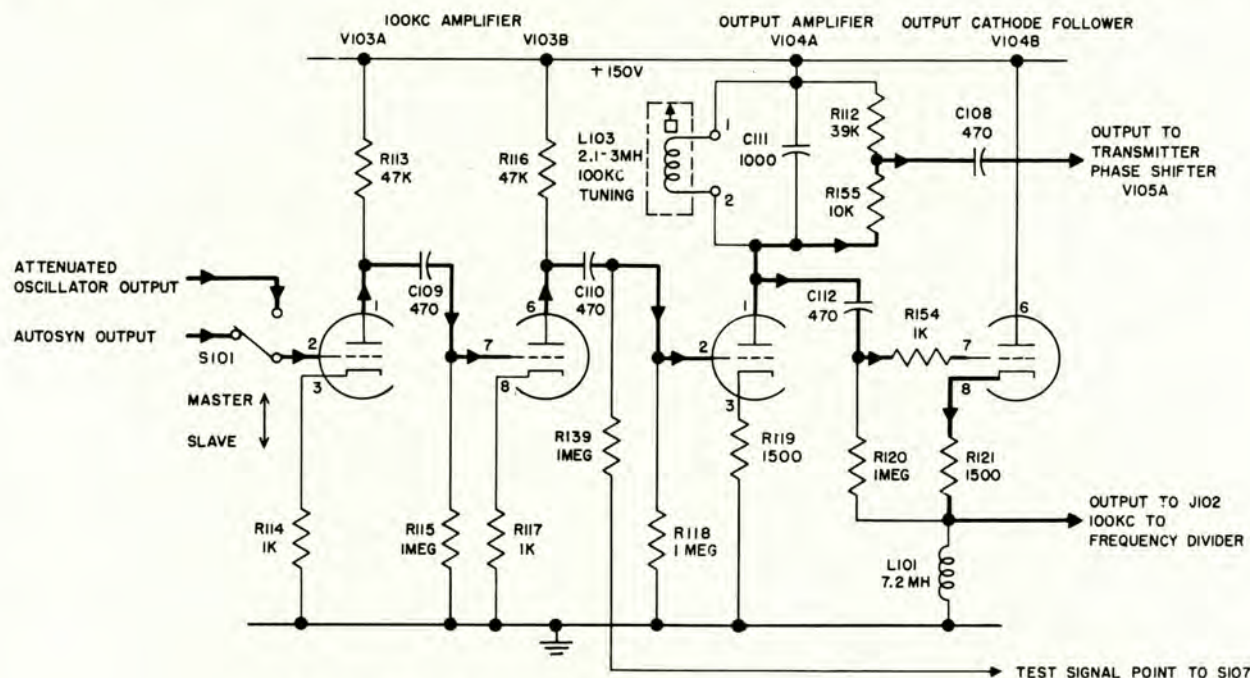 100KC AMPLIFIER
V103A
V103B
OUTPUT AMPLIFIER
V104A
OUTPUT CATHODE FOLLOWER
V104B
+150V
R113
47K
R116
47K
L103
2.1-3MH
100KC
TUNING
1
2
C111
1000
R112
39K
R155
10K
C108
470
OUTPUT TO
TRANSMITTER
PHASE SHIFTER
V105A
ATTENUATED
OSCILLATOR OUTPUT
AUTOSYN OUTPUT
S101
MASTER
SLAVE
1
2
3
C109
470
6
7
8
C110
470
1
2
3
C112
470
R154
1K
6
7
8
R114
1K
R115
1MEG
R117
1K
R139
1MEG
R118
1 MEG
R119
1500
R120
1MEG
R121
1500
L101
7.2MH
OUTPUT TO J102
100KC TO
FREQUENCY DIVIDER
TEST SIGNAL POINT TO S107